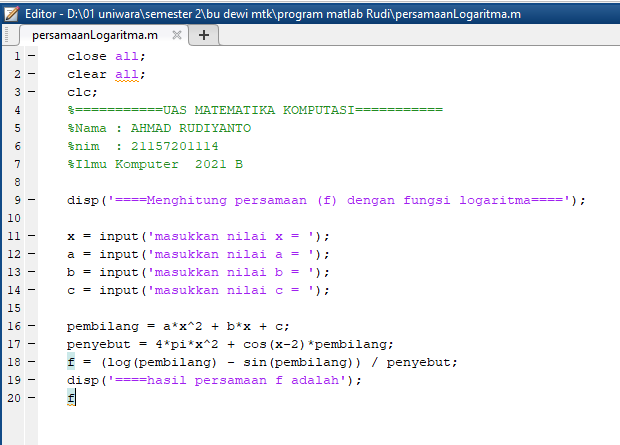 Editor - D:\01 uniwara\semester 2\bu dewi mtk\program matlab Rudi\persamaanLogaritma.m
persamaanLogaritma.m × +
1 — close all;
2 — clear all;
3 — clc;
4 %===========UAS MATEMATIKA KOMPUTASI===========
5 %Nama : AHMAD RUDIYANTO
6 %nim  : 21157201114
7 %Ilmu Komputer  2021 B
8
9 — disp('====Menghitung persamaan (f) dengan fungsi logaritma====');
10
11 — x = input('masukkan nilai x = ');
12 — a = input('masukkan nilai a = ');
13 — b = input('masukkan nilai b = ');
14 — c = input('masukkan nilai c = ');
15
16 — pembilang = a*x^2 + b*x + c;
17 — penyebut = 4*pi*x^2 + cos(x-2)*pembilang;
18 — f = (log(pembilang) - sin(pembilang)) / penyebut;
19 — disp('====hasil persamaan f adalah');
20 — f